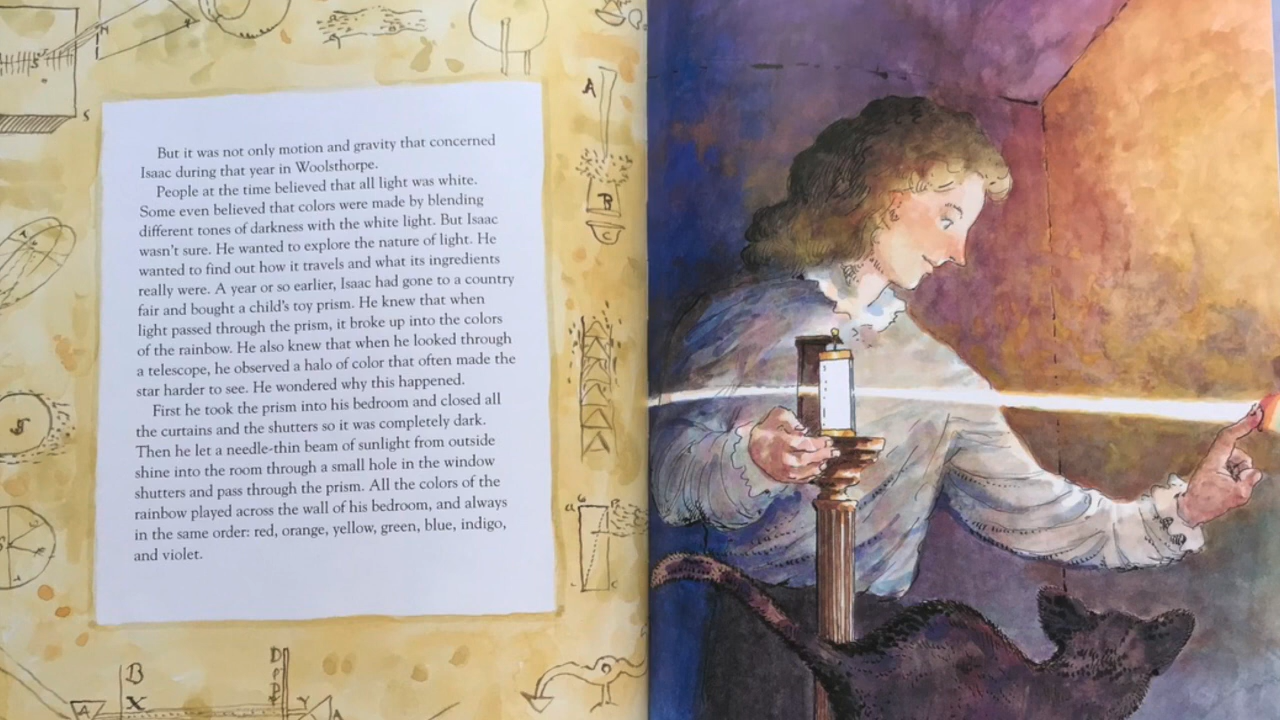 But it was not only motion and gravity that concerned
Isaac during that year in Woolsthorpe.
People at the time believed that all light was white.
Some even believed that colors were made by blending
different tones of darkness with the white light. But Isaac
wasn't sure. He wanted to explore the nature of light. He
wanted to find out how it travels and what its ingredients
really were. A year or so earlier, Isaac had gone to a country
fair and bought a child's toy prism. He knew that when
light passed through the prism, it broke up into the colors
of the rainbow. He also knew that when he looked through
a telescope, he observed a halo of color that often made the
star harder to see. He wondered why this happened.
First he took the prism into his bedroom and closed all
the curtains and the shutters so it was completely dark.
Then he let a needle-thin beam of sunlight from outside
shine into the room through a small hole in the window
shutters and pass through the prism. All the colors of the
rainbow played across the wall of his bedroom, and always
in the same order: red, orange, yellow, green, blue, indigo,
and violet.
S
A
B
C
B
X
A